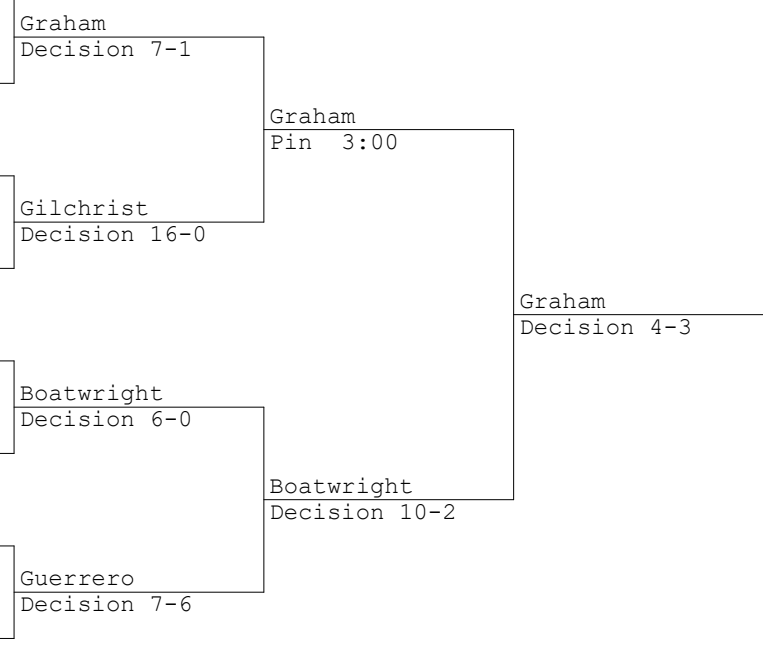 Graham
Decision 7-1
Graham
Pin  3:00
Gilchrist
Decision 16-0
Graham
Decision 4-3
Boatwright
Decision 6-0
Boatwright
Decision 10-2
Guerrero
Decision 7-6